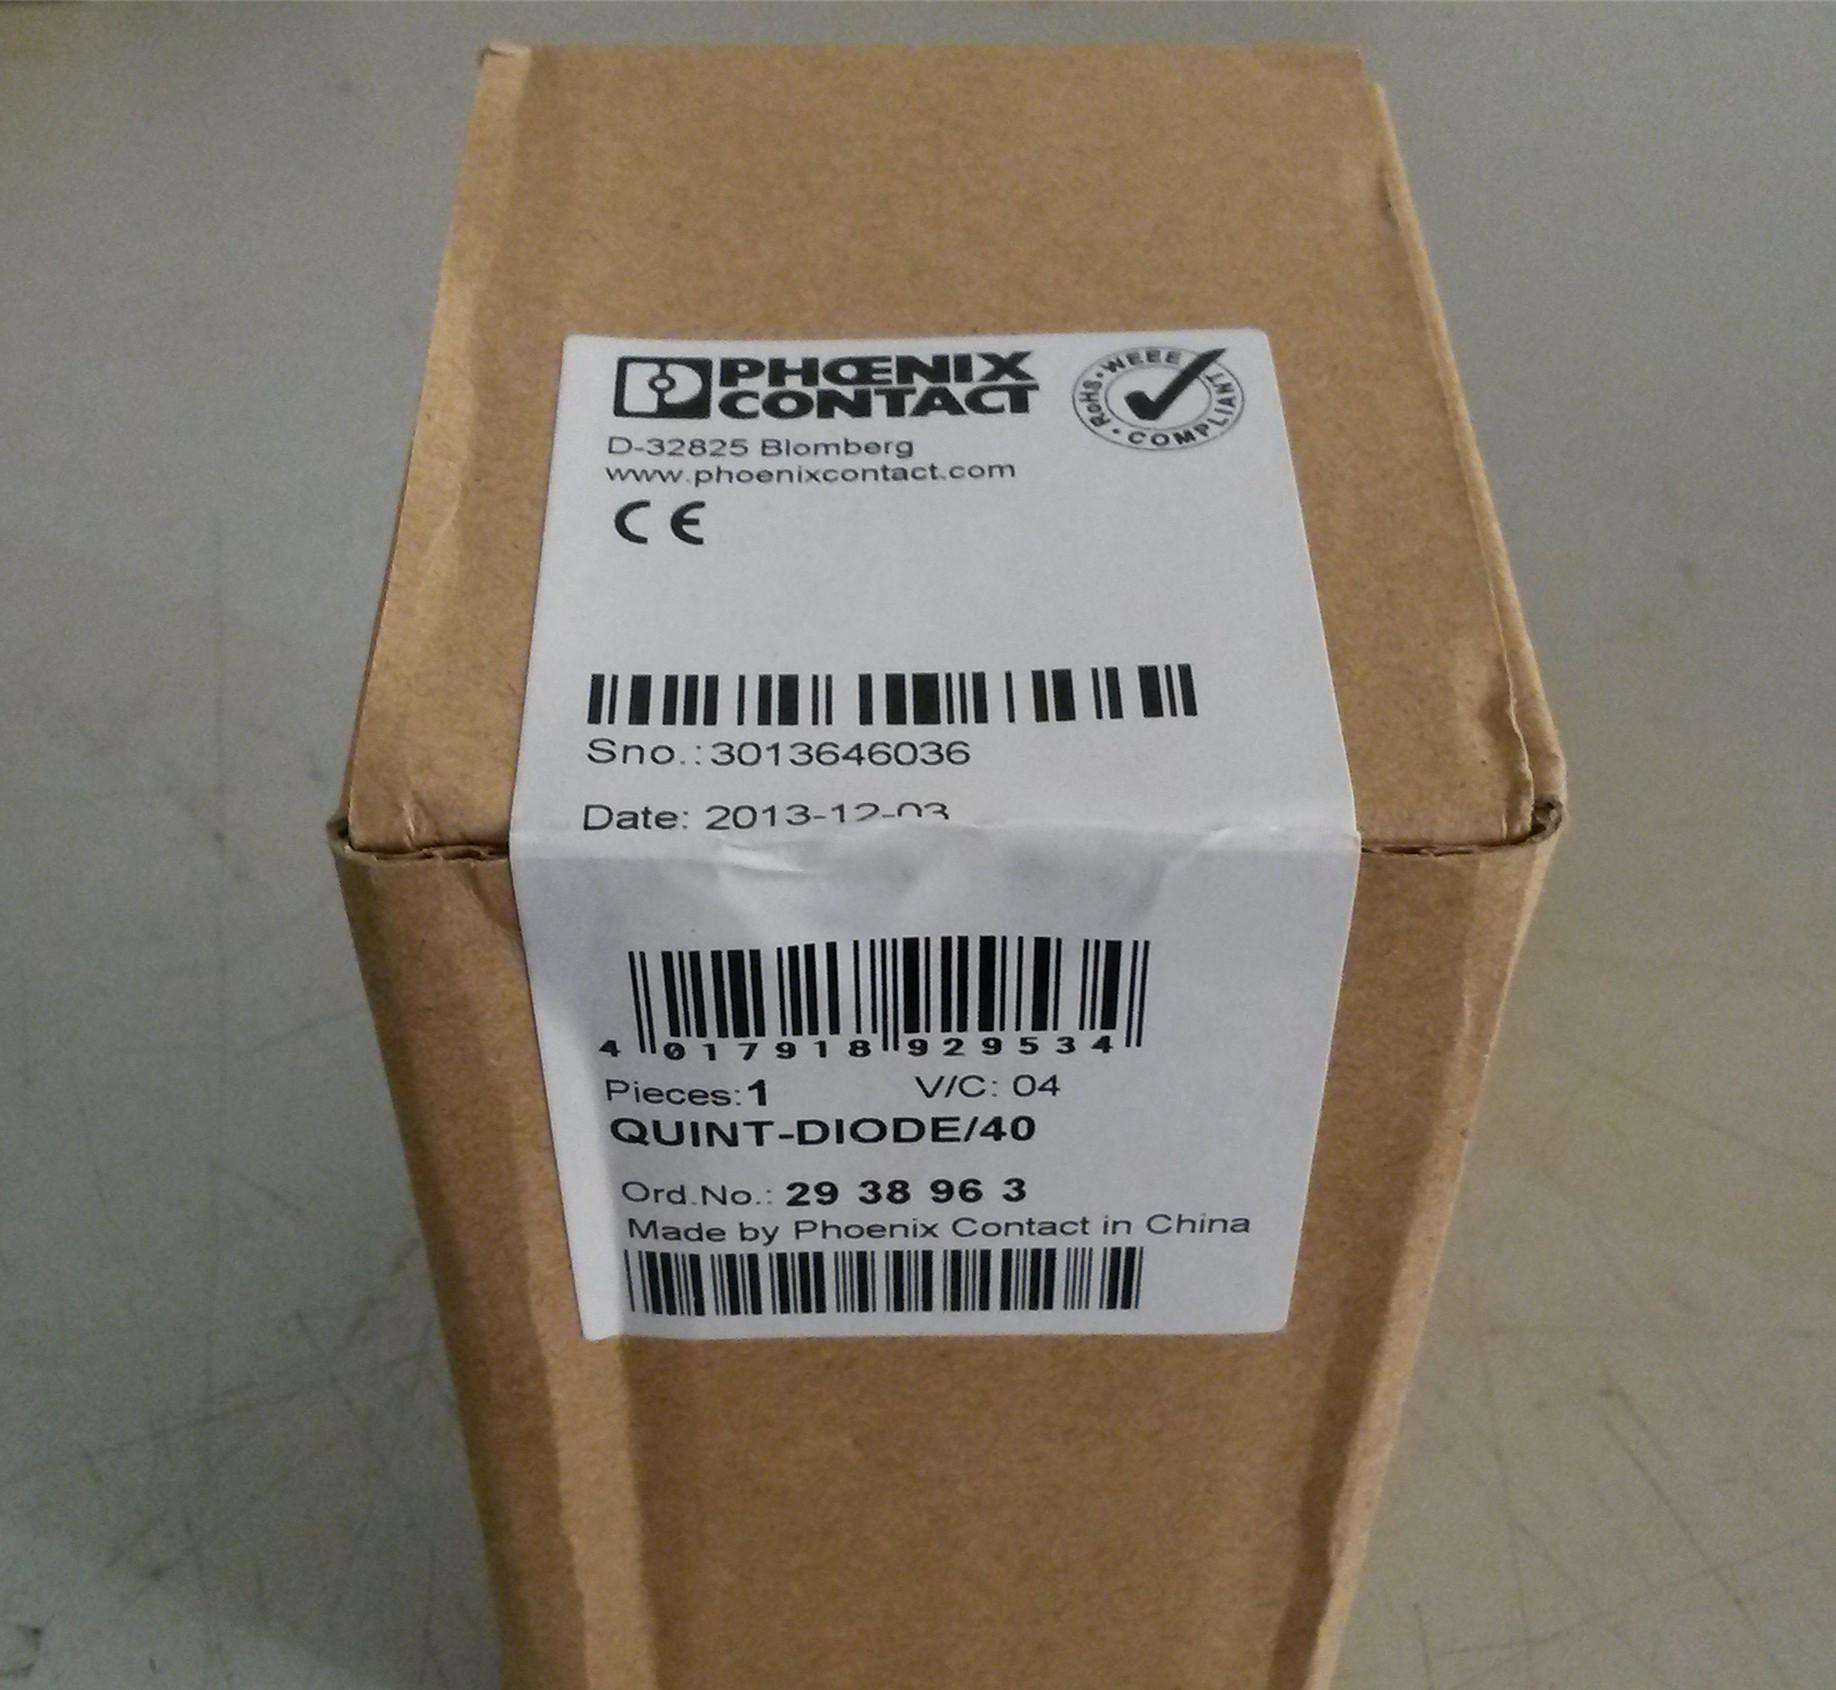 PHŒNIX
CONTACT
RoHS • WEEE COMPLIANT •
D-32825 Blomberg
www.phoenixcontact.com
CE
Sno.:3013646036
Date: 2013-12-03
4 017918 929534
Pieces:1 V/C: 04
QUINT-DIODE/40
Ord.No.: 29 38 96 3
Made by Phoenix Contact in China